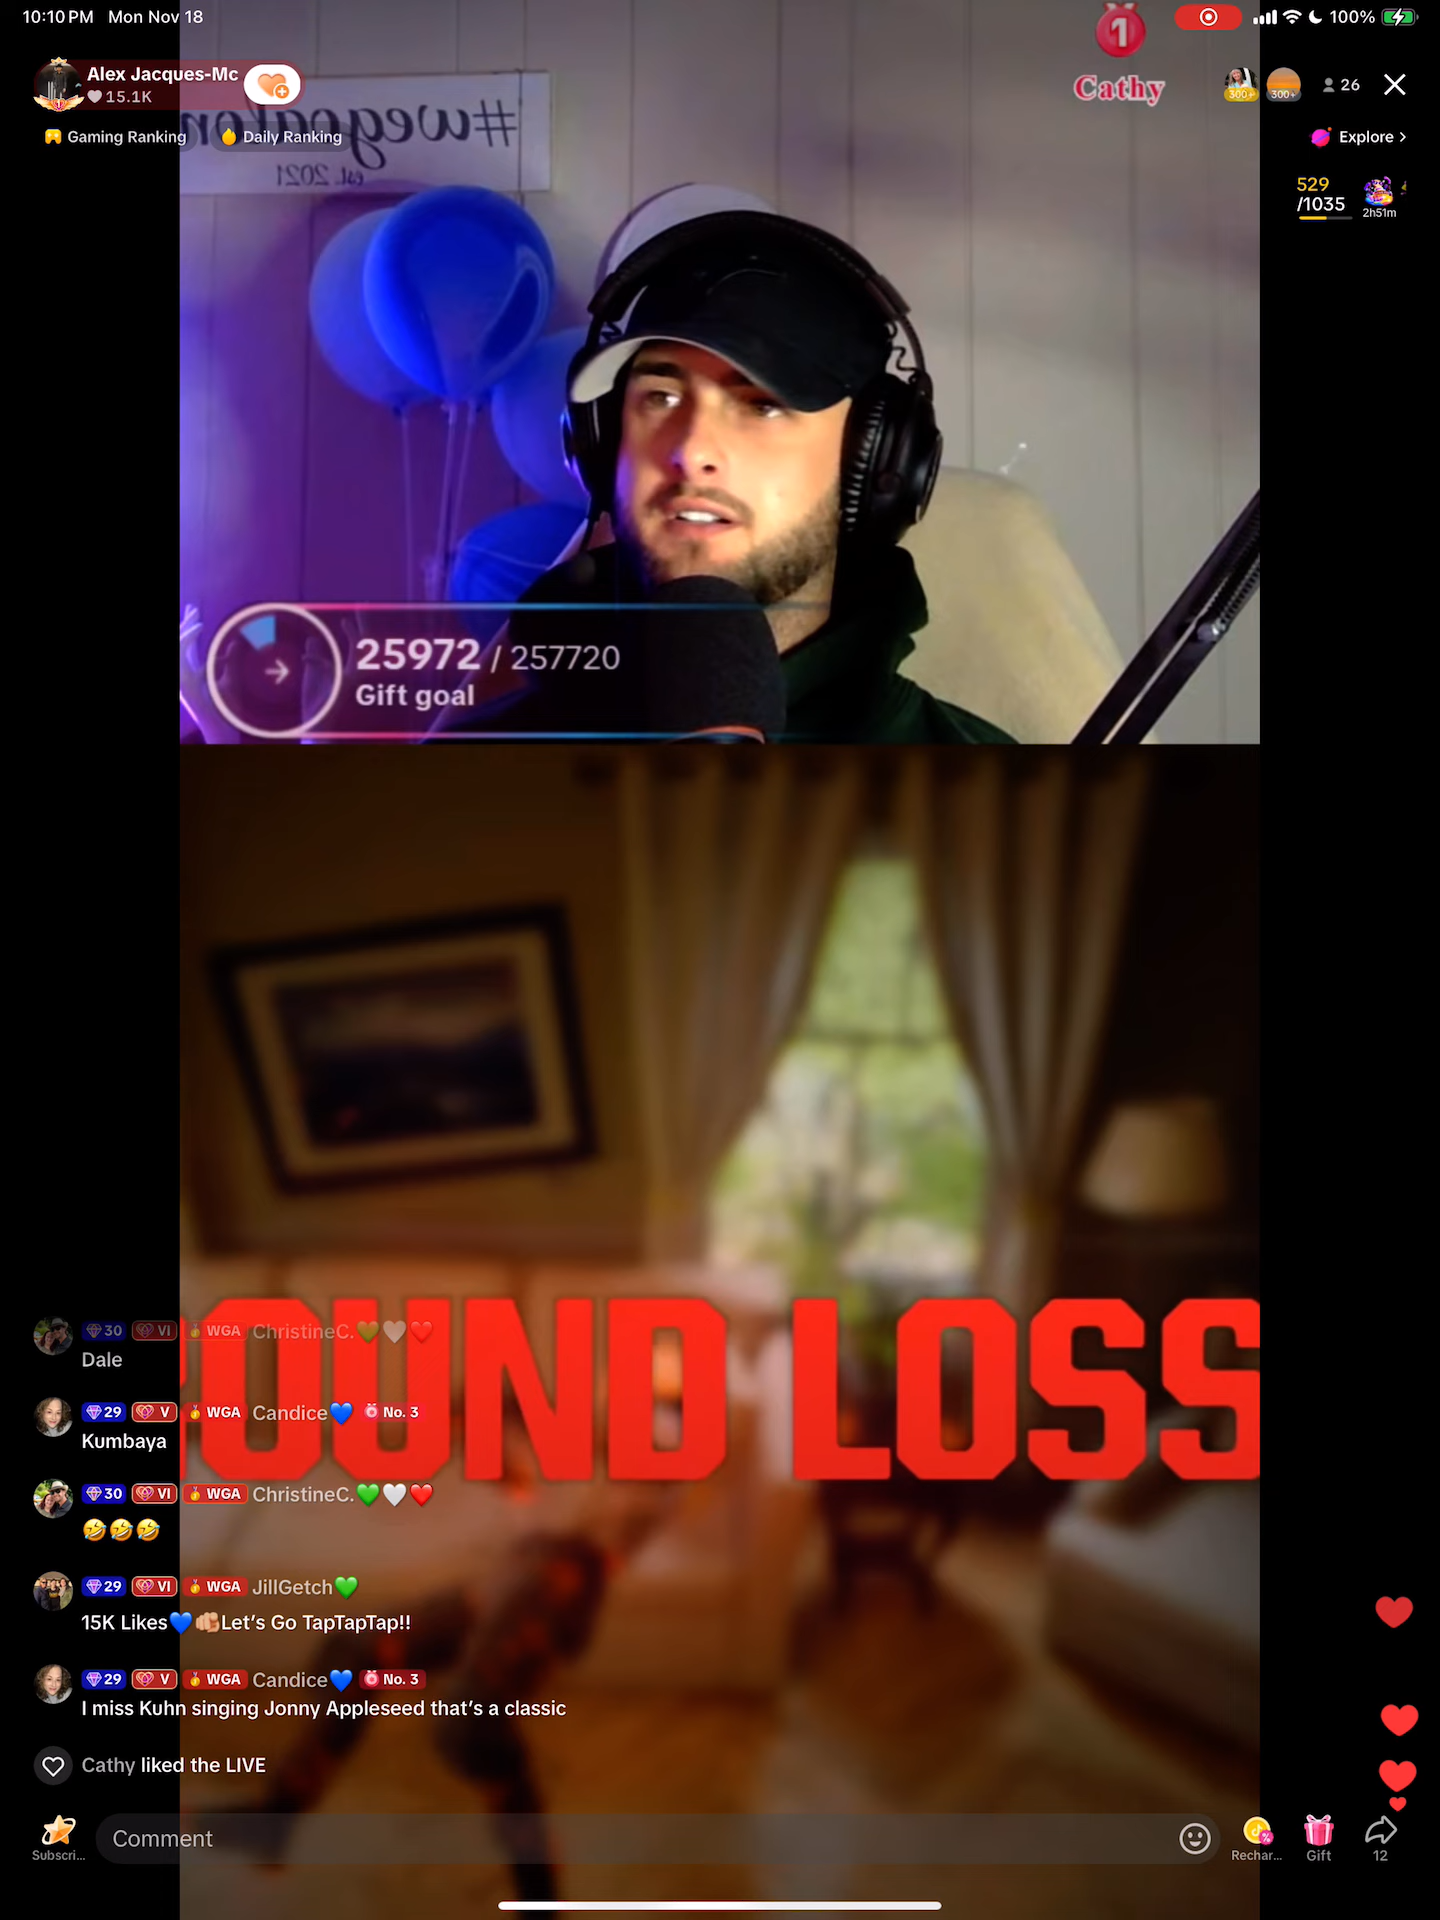 10:10 PM Mon Nov 18
100%
1
Cathy
Alex Jacques-Mc
15.1K
300+
300+
26
Gaming Ranking
Daily Ranking
Explore >
est. 2021
529
/1035
2h51m
25972 / 257720
Gift goal
OUND LOSS
30 VI WGA ChristineC.💚🤍❤️
Dale
29 V WGA Candice💙 No. 3
Kumbaya
30 VI WGA ChristineC.💚🤍❤️
🤣🤣🤣
29 VI WGA JillGetch💚
15K Likes💙🫵🏼Let's Go TapTapTap!!
29 V WGA Candice💙 No. 3
I miss Kuhn singing Jonny Appleseed that's a classic
Cathy liked the LIVE
Subscri...
Comment
Rechar...
Gift
12